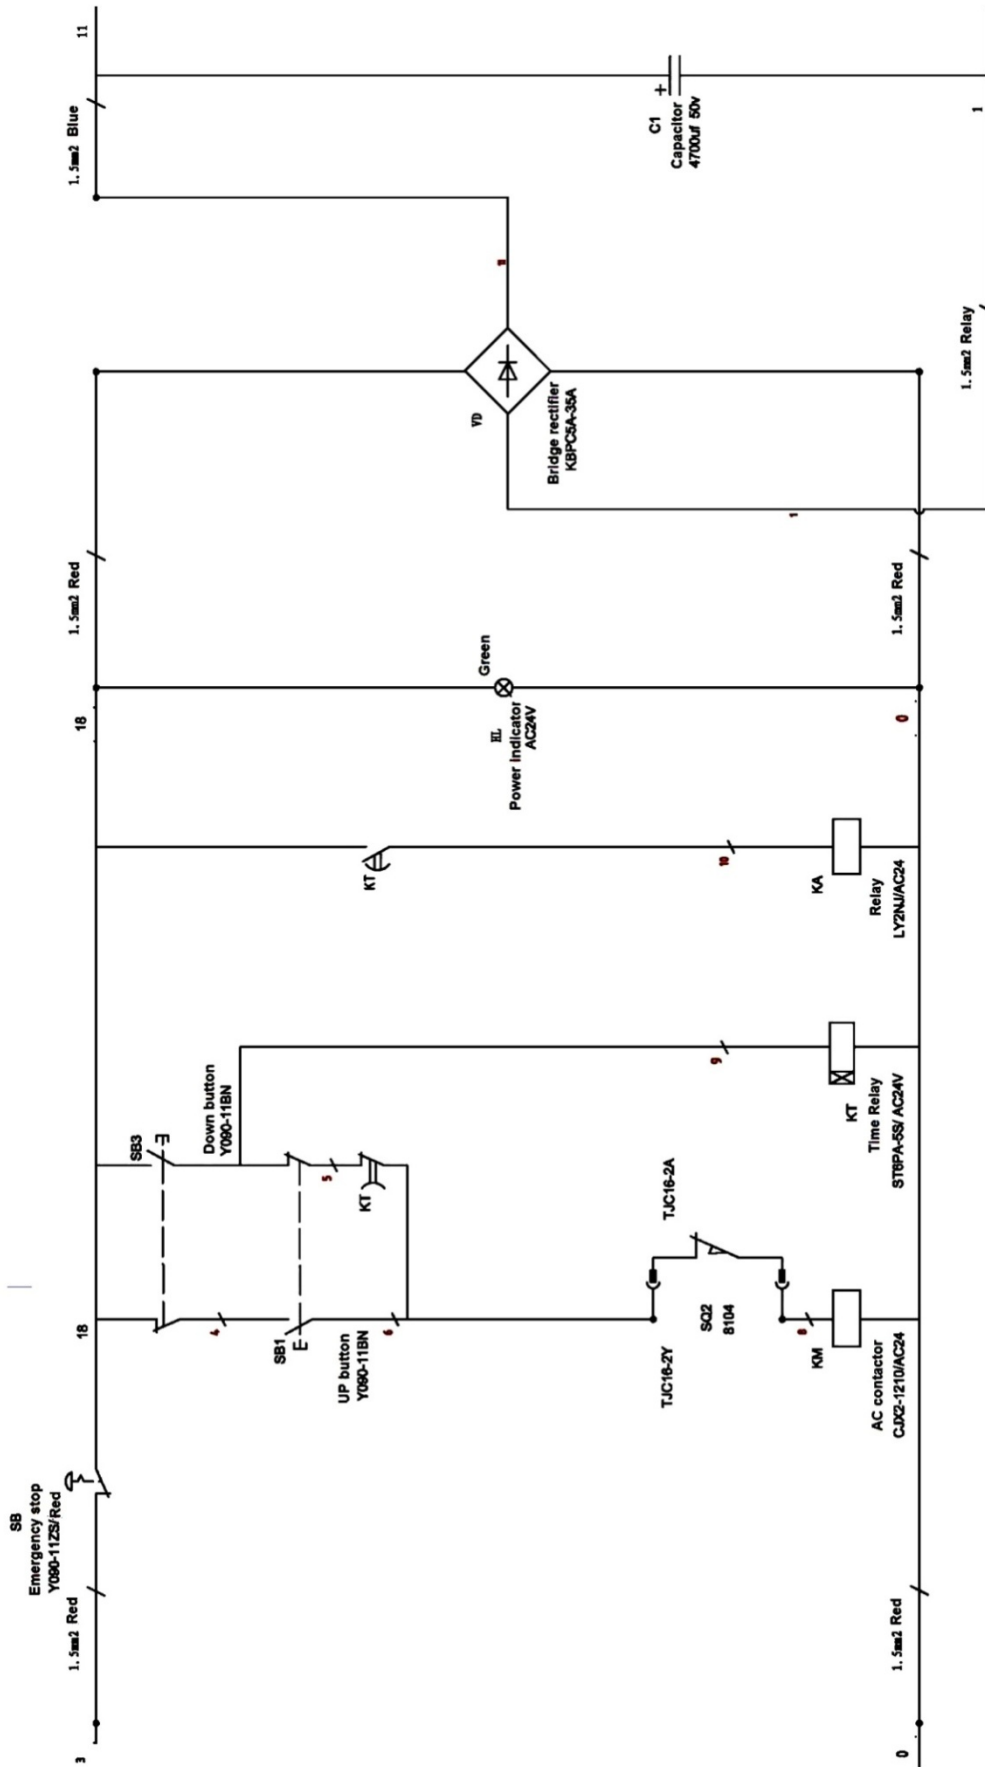 SB
Emergency stop
Y090-11ZS/Red
3
1.5mm2 Red
18
SB3
Down button
Y090-11BN
4
SB1
UP button
Y090-11BN
5
KT
6
TJC16-2Y
TJC16-2A
SQ2
8104
8
KM
AC contactor
CJX2-1210/AC24
9
KT
Time Relay
ST6PA-5S/ AC24V
KT
10
KA
Relay
LY2NJ/AC24
18
HL
Power indicator
AC24V
Green
0
1.5mm2 Red
0
1.5mm2 Red
1.5mm2 Red
VD
Bridge rectifier
KBPC5A-35A
11
1
1.5mm2 Relay
1.5mm2 Blue
11
C1
Capacitor
4700uf 50v
+
1